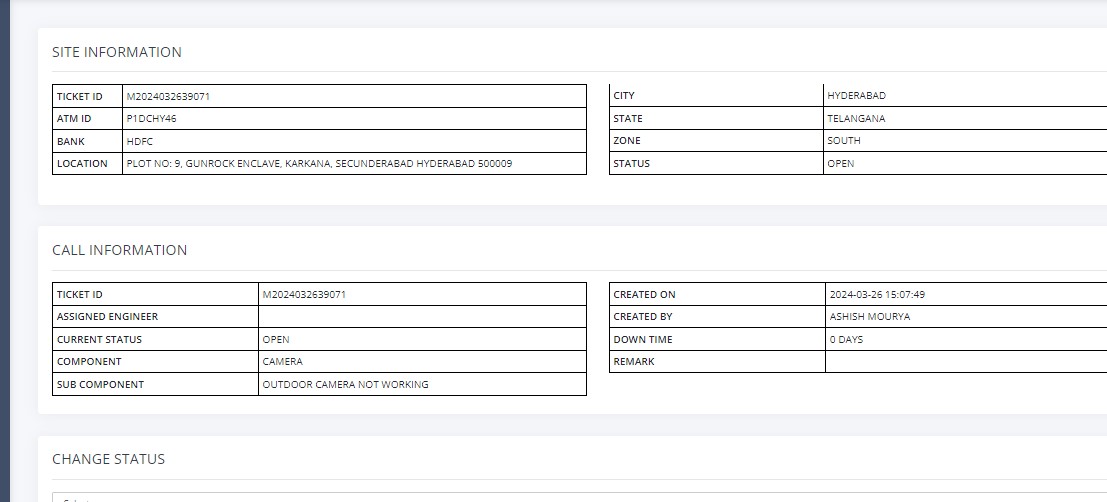 SITE INFORMATION
TICKET ID M2024032639071
ATM ID P1DCHY46
BANK HDFC
LOCATION PLOT NO: 9, GUNROCK ENCLAVE, KARKANA, SECUNDERABAD HYDERABAD 500009
CITY HYDERABAD
STATE TELANGANA
ZONE SOUTH
STATUS OPEN
CALL INFORMATION
TICKET ID M2024032639071
ASSIGNED ENGINEER
CURRENT STATUS OPEN
COMPONENT CAMERA
SUB COMPONENT OUTDOOR CAMERA NOT WORKING
CREATED ON 2024-03-26 15:07:49
CREATED BY ASHISH MOURYA
DOWN TIME 0 DAYS
REMARK
CHANGE STATUS